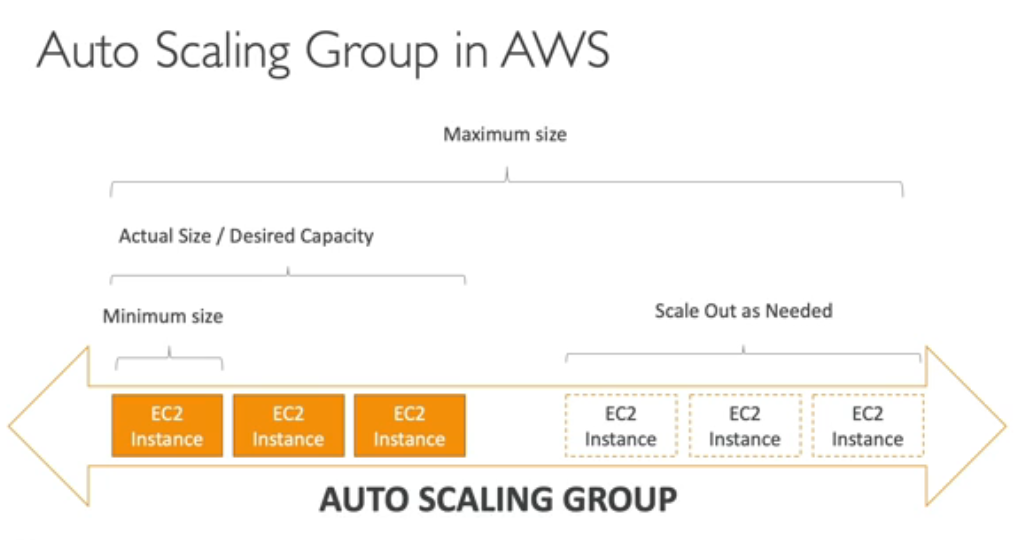 Auto Scaling Group in AWS
Maximum size
Actual Size / Desired Capacity
Minimum size
Scale Out as Needed
EC2
Instance
EC2
Instance
EC2
Instance
EC2
Instance
EC2
Instance
EC2
Instance
AUTO SCALING GROUP